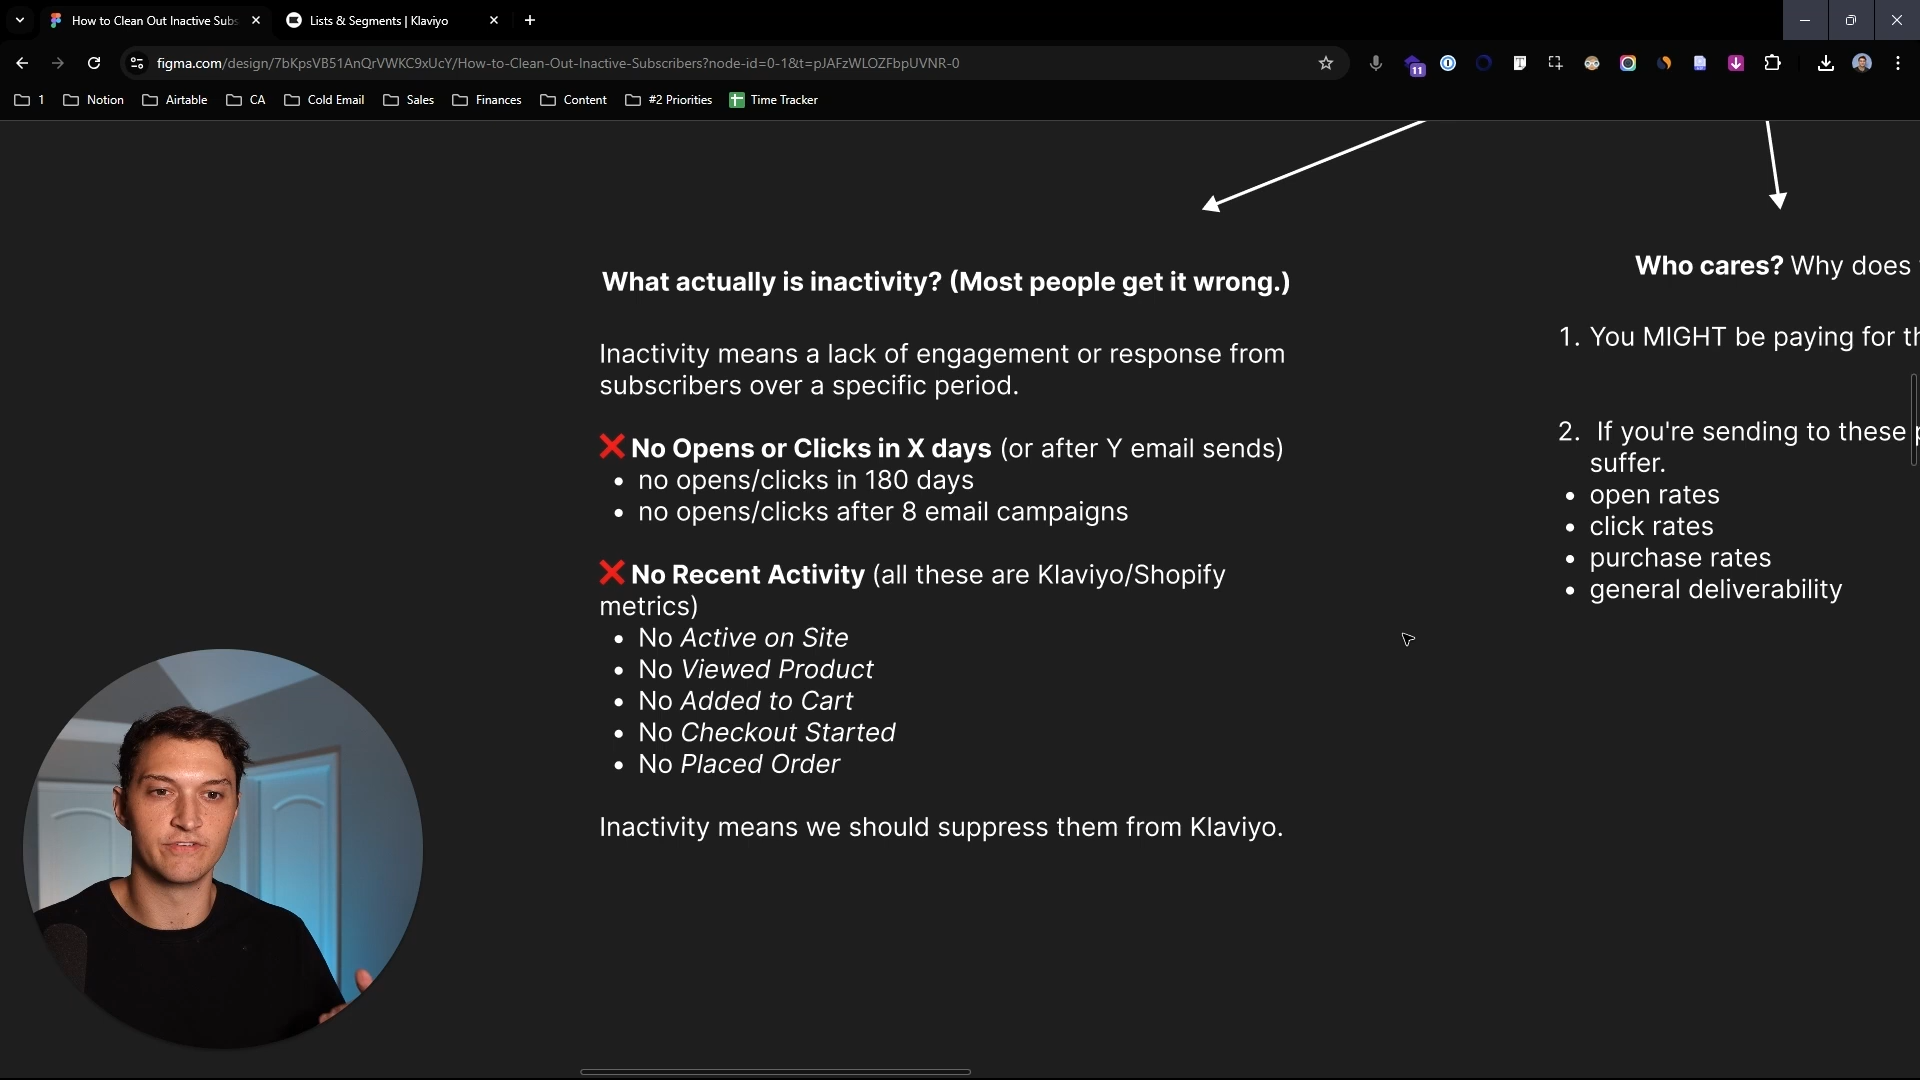 How to Clean Out Inactive Subs
Lists & Segments | Klaviyo
figma.com/design/7bKpsVB51AnQrVWKC9xUcY/How-to-Clean-Out-Inactive-Subscribers?node-id=0-1&t=pJAFzWLOZFbpUVNR-0
11
1
Notion
Airtable
CA
Cold Email
Sales
Finances
Content
#2 Priorities
Time Tracker
What actually is inactivity? (Most people get it wrong.)
Inactivity means a lack of engagement or response from
subscribers over a specific period.
❌ No Opens or Clicks in X days (or after Y email sends)
• no opens/clicks in 180 days
• no opens/clicks after 8 email campaigns
❌ No Recent Activity (all these are Klaviyo/Shopify
metrics)
• No Active on Site
• No Viewed Product
• No Added to Cart
• No Checkout Started
• No Placed Order
Inactivity means we should suppress them from Klaviyo.
Who cares? Why does
1. You MIGHT be paying for th
2. If you're sending to these p
suffer.
• open rates
• click rates
• purchase rates
• general deliverability